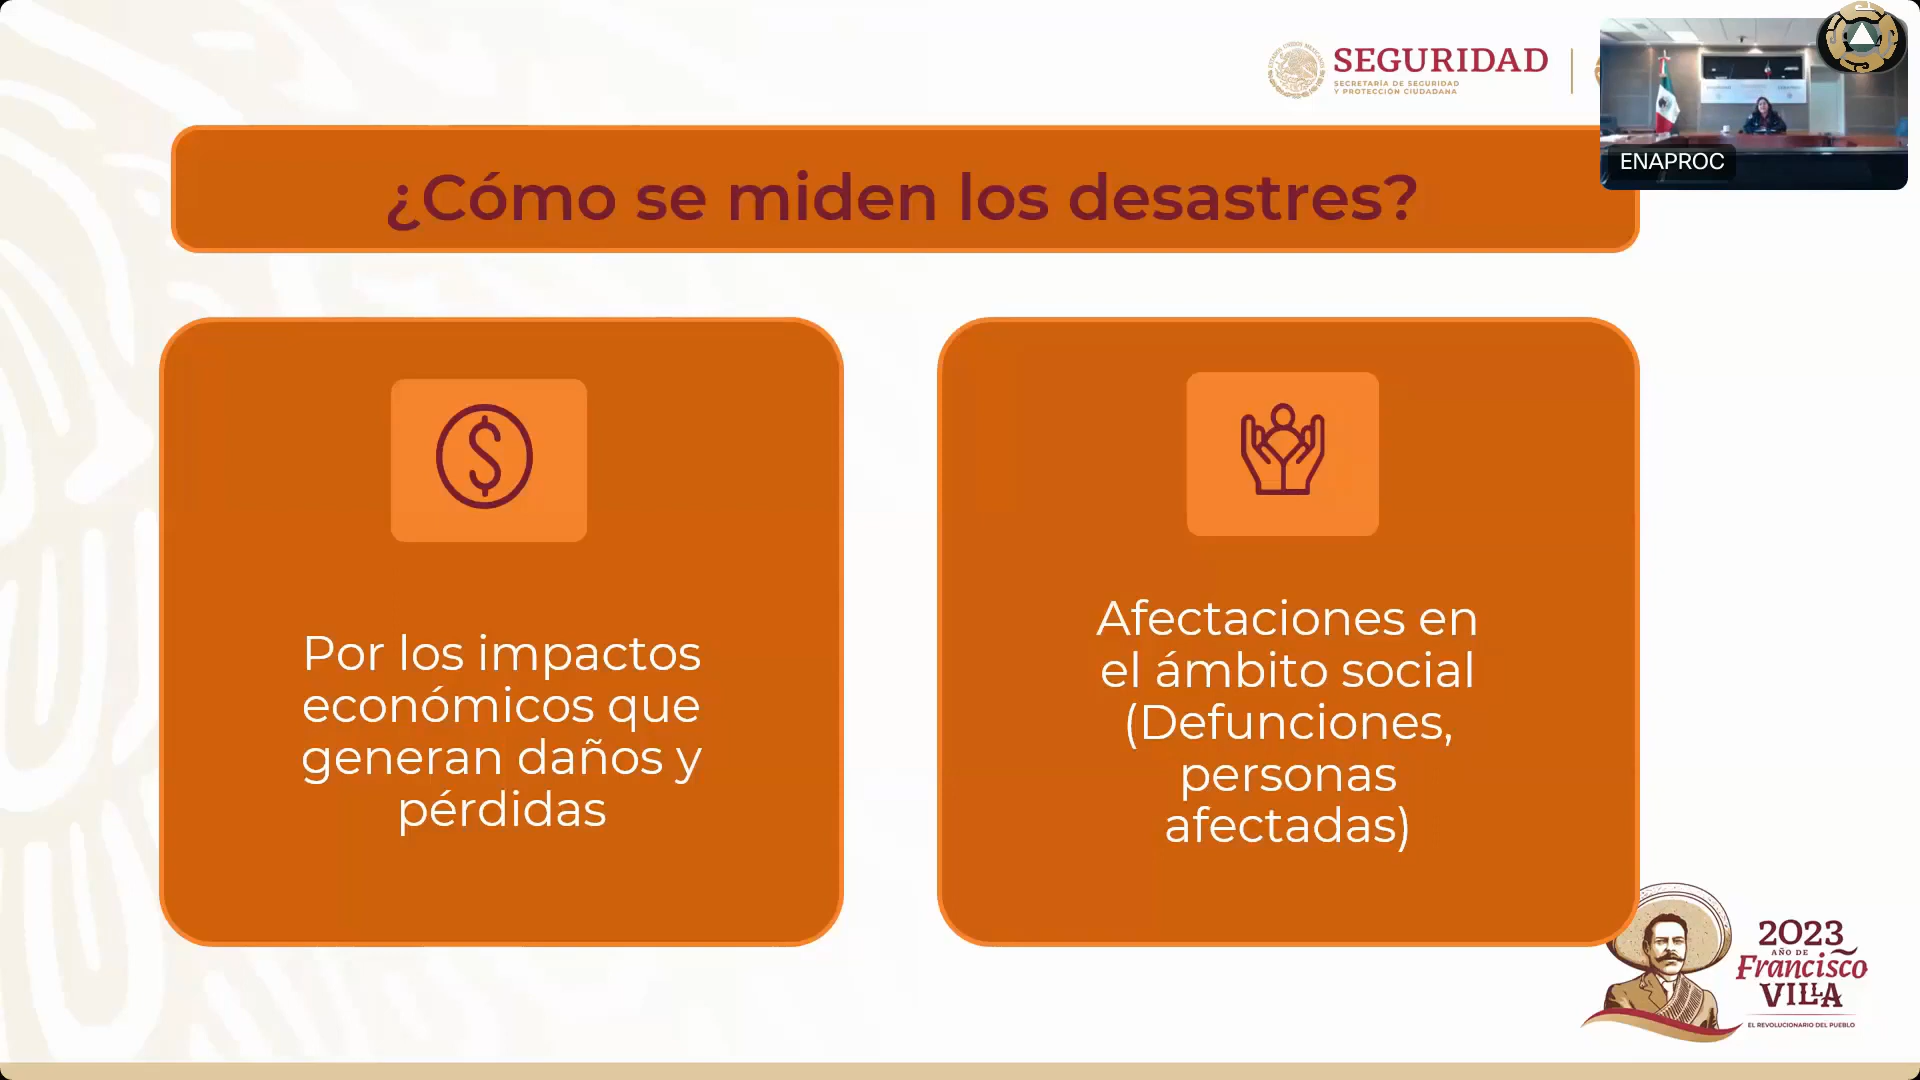 SEGURIDAD
SECRETARÍA DE SEGURIDAD
Y PROTECCIÓN CIUDADANA
ENAPROC
¿Cómo se miden los desastres?
Por los impactos
económicos que
generan daños y
pérdidas
Afectaciones en
el ámbito social
(Defunciones,
personas
afectadas)
2023
AÑO DE
Francisco
VILLA
EL REVOLUCIONARIO DEL PUEBLO